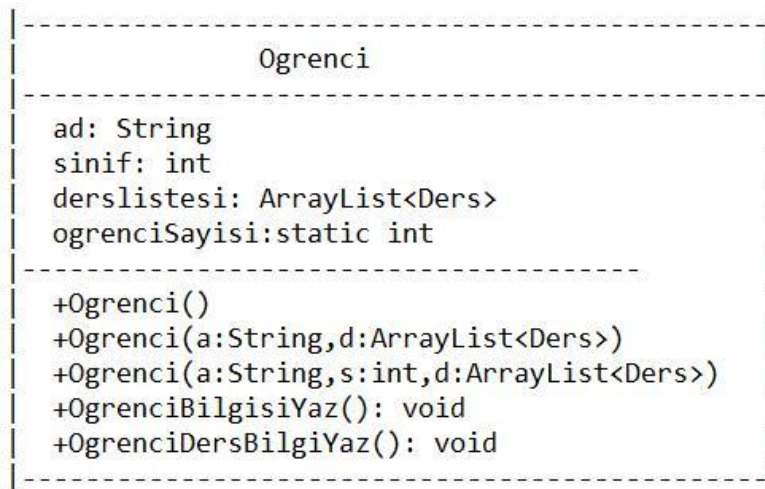 Ogrenci
ad: String
sinif: int
derslistesi: ArrayList<Ders>
ogrenciSayisi:static int
+Ogrenci()
+Ogrenci(a:String,d:ArrayList<Ders>)
+Ogrenci(a:String,s:int,d:ArrayList<Ders>)
+OgrenciBilgisiYaz(): void
+OgrenciDersBilgiYaz(): void